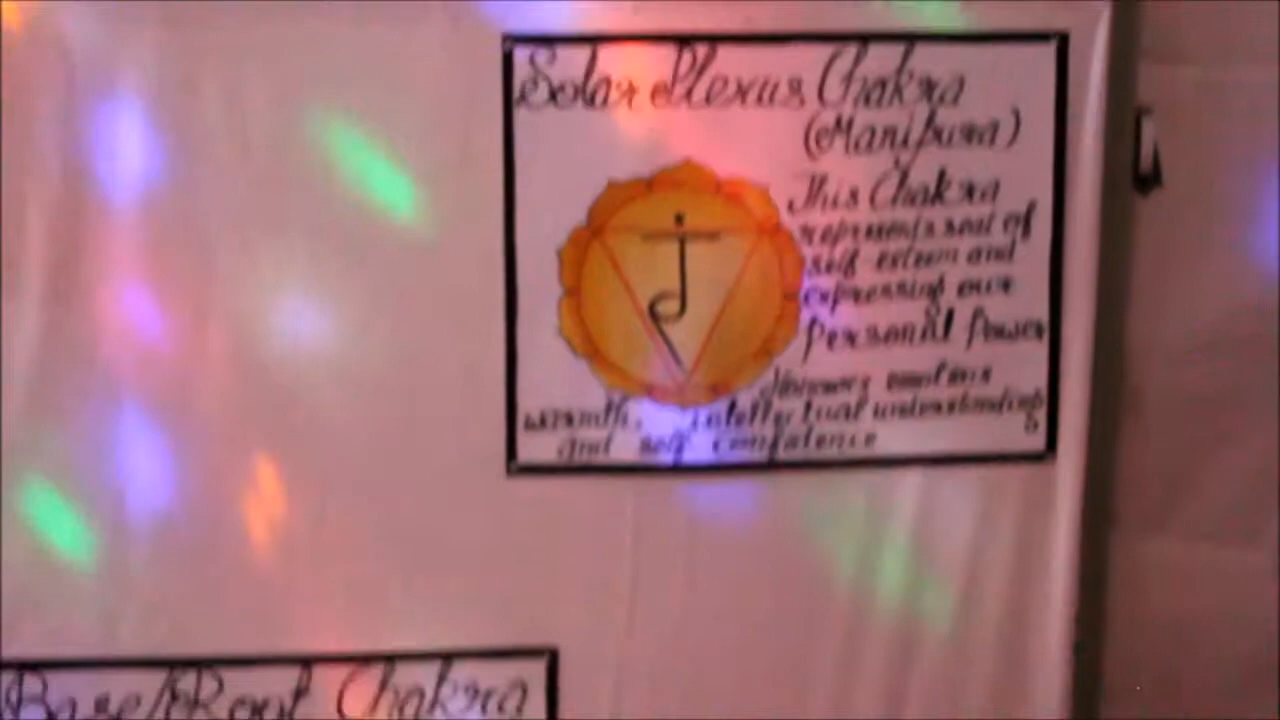 Solar Plexus Chakra
(Manipura)
This Chakra
represents seat of
self esteem and
expressing our
Personal Power
warmth, intellectual understanding
and self confidence
Base/Root Chakra